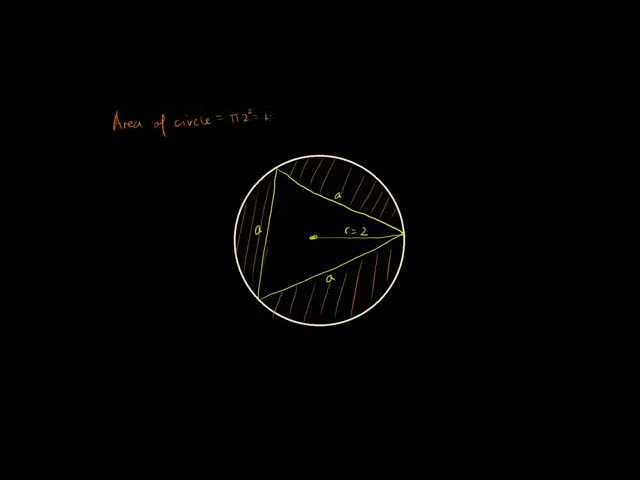 Area of circle = π2² =
a
a
r=2
a